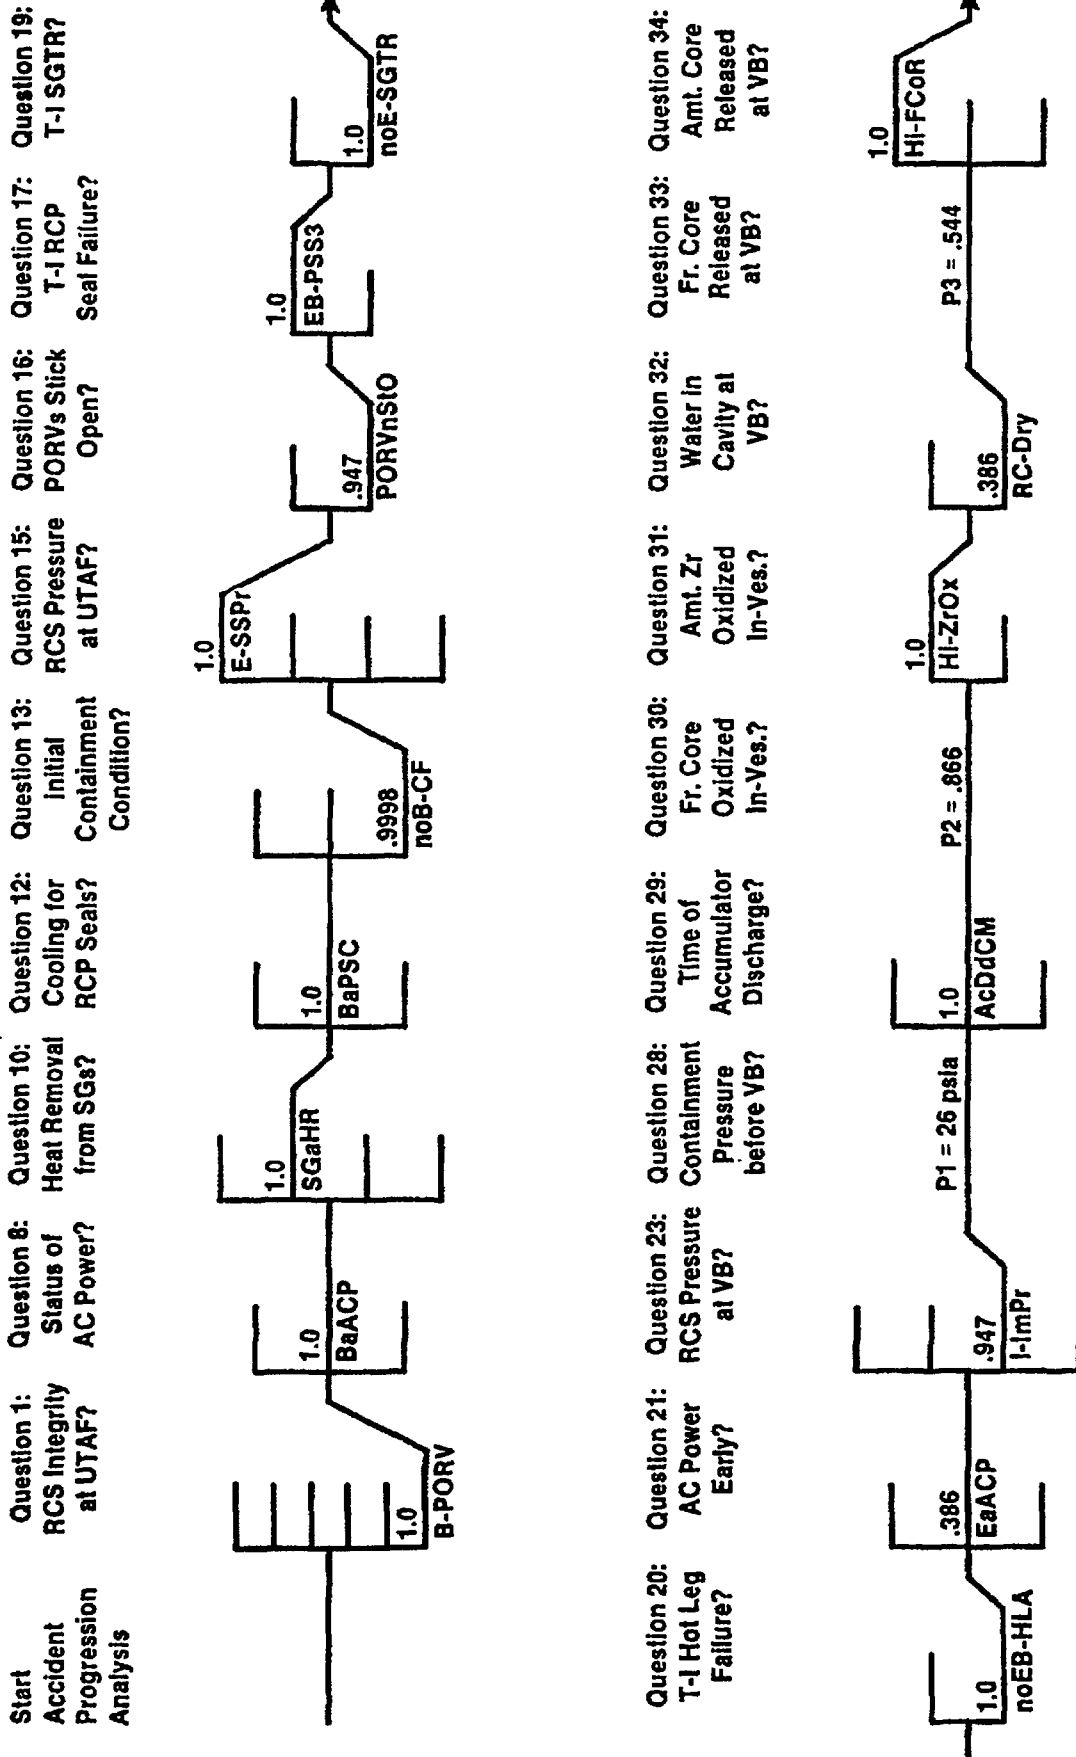 Start
Accident
Progression
Analysis
Question 1:
RCS Integrity
at UTAF?
Question 8:
Status of
AC Power?
Question 10:
Heat Removal
from SGs?
Question 12:
Cooling for
RCP Seals?
Question 13:
Initial
Containment
Condition?
Question 15:
RCS Pressure
at UTAF?
Question 16:
PORVs Stick
Open?
Question 17:
T-I RCP
Seal Failure?
Question 19:
T-I SGTR?
1.0
B-PORV
1.0
BaACP
1.0
SGaHR
1.0
BaPSC
.9998
noB-CF
1.0
E-SSPr
.947
PORVnStO
1.0
EB-PSS3
1.0
noE-SGTR
Question 20:
T-I Hot Leg
Failure?
Question 21:
AC Power
Early?
Question 23:
RCS Pressure
at VB?
Question 28:
Containment
Pressure
before VB?
Question 29:
Time of
Accumulator
Discharge?
Question 30:
Fr. Core
Oxidized
In-Ves.?
Question 31:
Amt. Zr
Oxidized
In-Ves.?
Question 32:
Water in
Cavity at
VB?
Question 33:
Fr. Core
Released
at VB?
Question 34:
Amt. Core
Released
at VB?
1.0
noEB-HLA
.386
EaACP
.947
I-ImPr
P1 = 26 psia
1.0
AcDdCM
P2 = .866
1.0
Hi-ZrOx
.386
RC-Dry
P3 = .544
1.0
Hi-FCoR